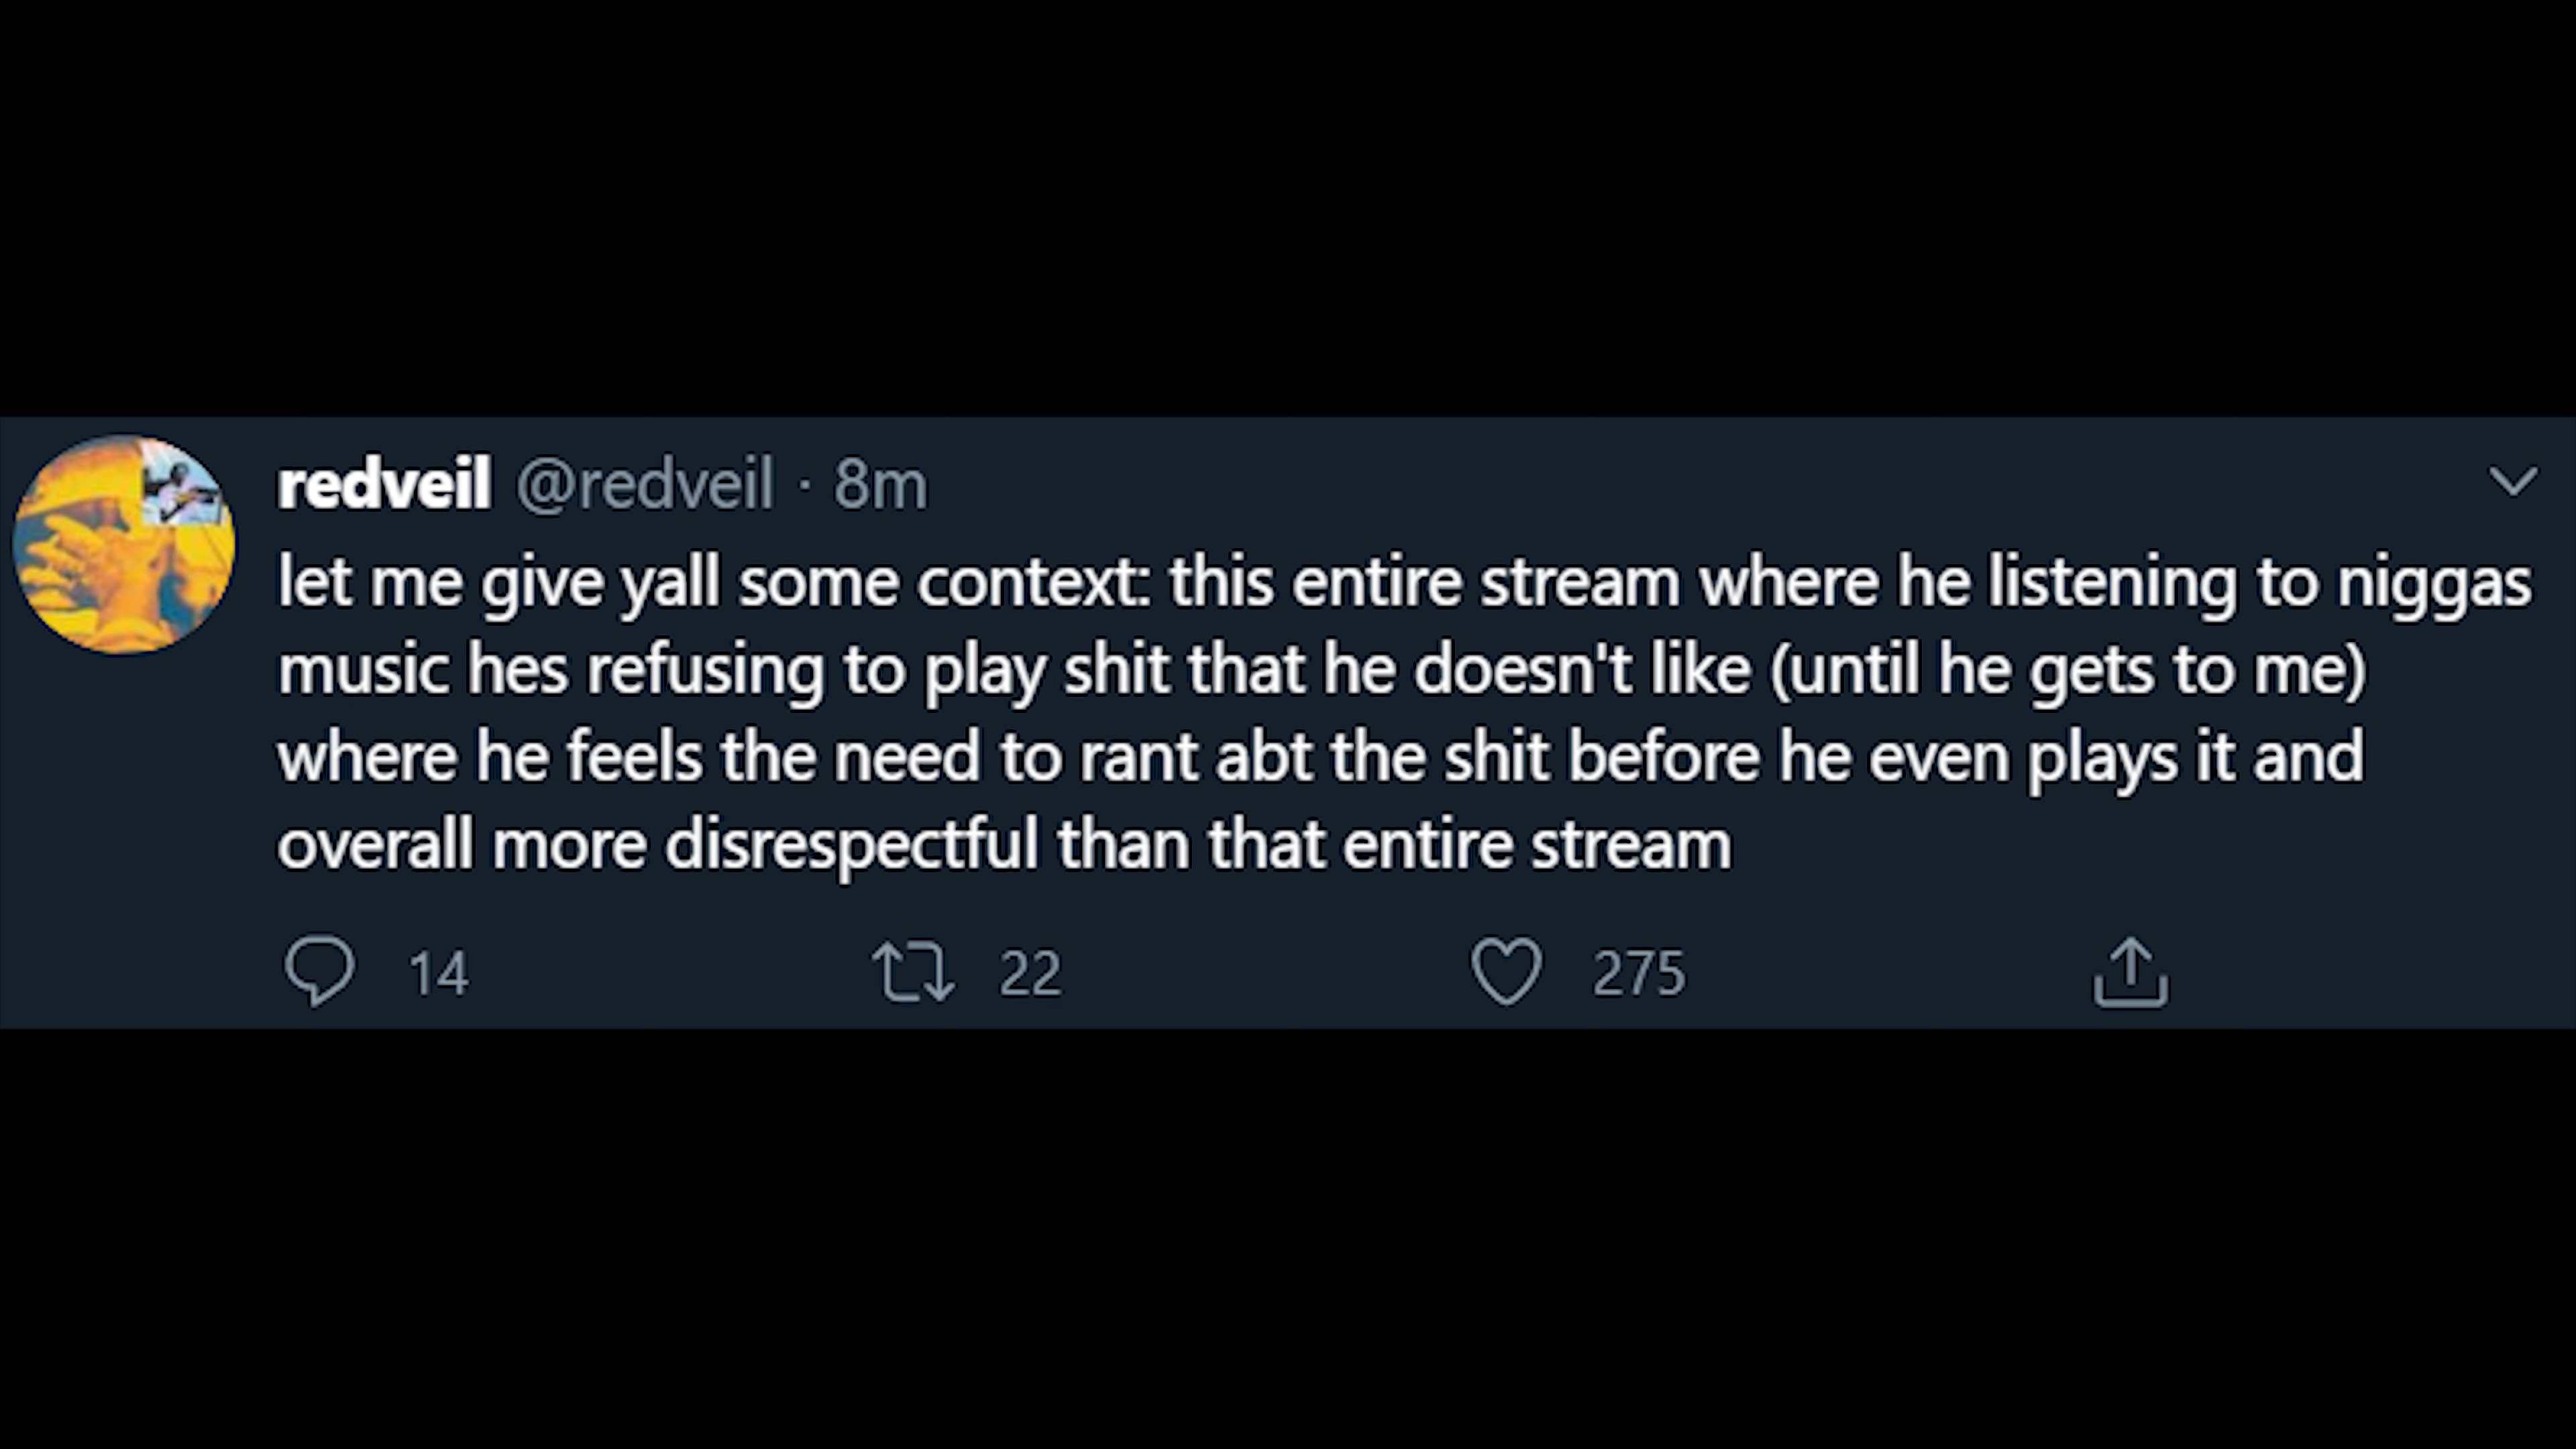 redveil @redveil · 8m
let me give yall some context: this entire stream where he listening to niggas
music hes refusing to play shit that he doesn't like (until he gets to me)
where he feels the need to rant abt the shit before he even plays it and
overall more disrespectful than that entire stream
14 22 275